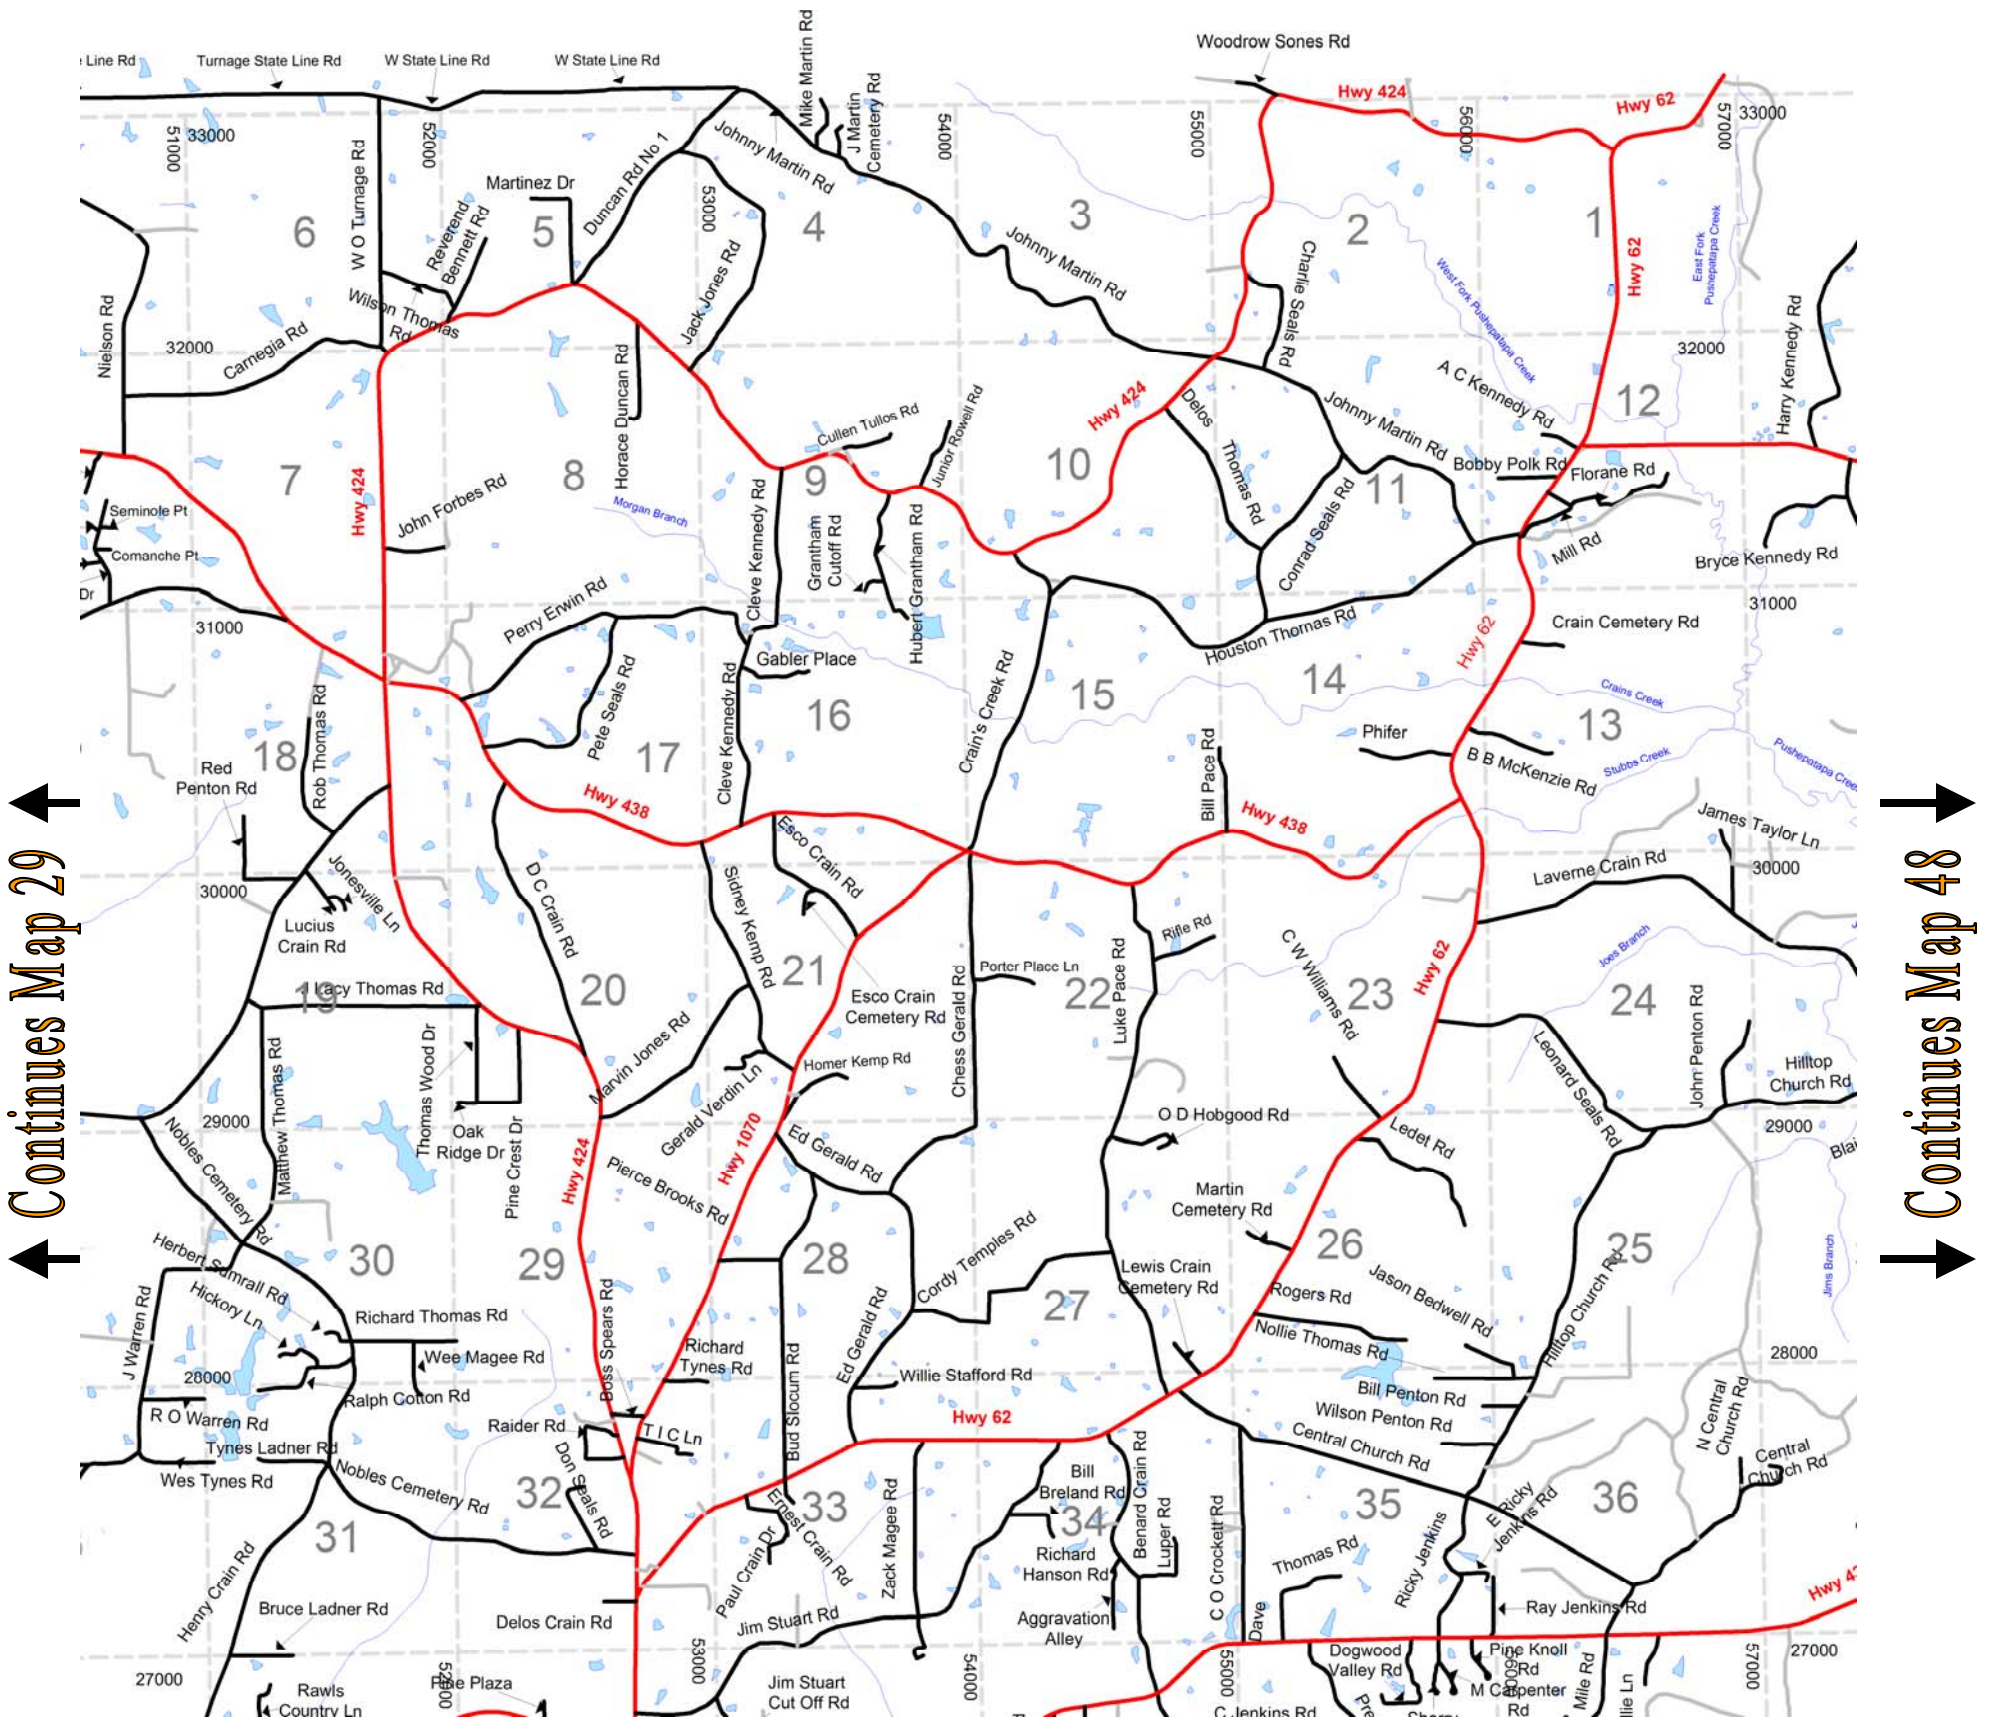 Woodrow Sones Rd
Line Rd
Turnage State Line Rd
W State Line Rd
W State Line Rd
Mike Martin Rd
J Martin
Cemetery Rd
Hwy 424
Hwy 62
33000
51000
52000
53000
54000
55000
56000
57000
33000
Johnny Martin Rd
Duncan Rd No 1
Martinez Dr
W O Turnage Rd
Reverend
Bennett Rd
6
5
4
3
2
1
Wilson Thomas
Rd
Jack Jones Rd
Johnny Martin Rd
Charlie Seals Rd
West Fork Pushepatapa Creek
East Fork
Pushepatapa Creek
Hwy 62
Nielson Rd
32000
Carnegia Rd
Horace Duncan Rd
32000
Harry Kennedy Rd
A C Kennedy Rd
12
Hwy 424
Delos
Thomas Rd
Johnny Martin Rd
Cullen Tullos Rd
Junior Rowell Rd
7
Hwy 424
8
9
10
11
Bobby Polk Rd
Florane Rd
John Forbes Rd
Morgan Branch
Cleve Kennedy Rd
Grantham
Cutoff Rd
Hubert Grantham Rd
Conrad Seals Rd
Mill Rd
Bryce Kennedy Rd
Seminole Pt
Comanche Pt
Dr
31000
Perry Erwin Rd
Houston Thomas Rd
Hwy 62
31000
Crain Cemetery Rd
Gabler Place
Pete Seals Rd
Cleve Kennedy Rd
Crain's Creek Rd
16
15
14
13
Crains Creek
Phifer
B B McKenzie Rd
Stubbs Creek
Pushepatapa Cree
Rob Thomas Rd
18
17
Red
Penton Rd
Hwy 438
Bill Pace Rd
Hwy 438
James Taylor Ln
Laverne Crain Rd
30000
30000
Esco Crain Rd
Jonesville Ln
Lucius
Crain Rd
D C Crain Rd
Sidney Kemp Rd
21
Esco Crain
Cemetery Rd
Porter Place Ln
Rifle Rd
Luke Pace Rd
C W Williams Rd
Hwy 62
Joes Branch
Lacy Thomas Rd
19
20
22
23
24
Chess Gerald Rd
Marvin Jones Rd
Gerald Verdin Ln
Homer Kemp Rd
Leonard Seals Rd
John Penton Rd
Hilltop
Church Rd
Matthew Thomas Rd
Thomas Wood Dr
Oak
Ridge Dr
Pine Crest Dr
29000
29000
Nobles Cemetery Rd
Hwy 424
Pierce Brooks Rd
Hwy 1070
Ed Gerald Rd
O D Hobgood Rd
Ledet Rd
Martin
Cemetery Rd
Blai
30
29
28
27
26
25
Herbert Sumrall Rd
Hickory Ln
J Warren Rd
Richard Thomas Rd
Wee Magee Rd
Ralph Cotton Rd
28000
R O Warren Rd
Tynes Ladner Rd
Wes Tynes Rd
Nobles Cemetery Rd
Boss Spears Rd
Richard
Tynes Rd
Bud Slocum Rd
Ed Gerald Rd
Cordy Temples Rd
Lewis Crain
Cemetery Rd
Rogers Rd
Jason Bedwell Rd
Nollie Thomas Rd
Hilltop Church Rd
Jims Branch
28000
Willie Stafford Rd
Hwy 62
Bill Penton Rd
Wilson Penton Rd
Central Church Rd
N Central
Church Rd
Central
Church Rd
Raider Rd
T I C Ln
Don Seals Rd
31
32
33
34
35
36
Zack Magee Rd
Bill
Breland Rd
Benard Crain Rd
Luper Rd
Richard
Hanson Rd
Aggravation
Alley
C O Crockett Rd
Thomas Rd
Dave
Ricky Jenkins
E Ricky
Jenkins Rd
Ray Jenkins Rd
Henry Crain Rd
Bruce Ladner Rd
Delos Crain Rd
Paul Crain Dr
Ernest Crain Rd
Jim Stuart Rd
Jim Stuart
Cut Off Rd
27000
Rawls
Country Ln
Pine Plaza
52000
53000
54000
55000
56000
57000
27000
Dogwood
Valley Rd
Pine Knoll
Rd
M Carpenter
Rd
Mile Rd
llie Ln
C Jenkins Rd
Pre
Sherry
Hwy 43
Continues Map 29
Continues Map 48